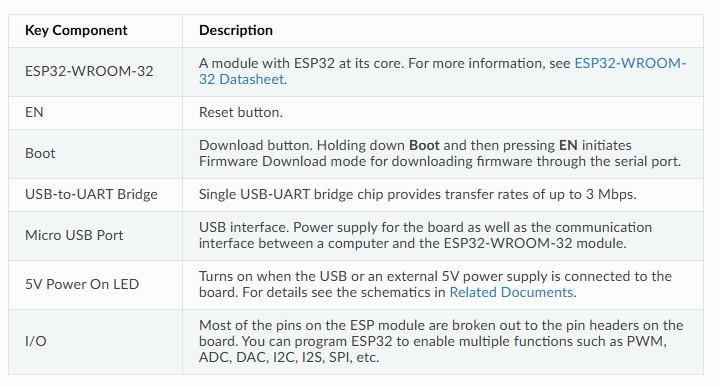 Key Component Description
ESP32-WROOM-32 A module with ESP32 at its core. For more information, see ESP32-WROOM-
32 Datasheet.
EN Reset button.
Boot Download button. Holding down Boot and then pressing EN initiates
Firmware Download mode for downloading firmware through the serial port.
USB-to-UART Bridge Single USB-UART bridge chip provides transfer rates of up to 3 Mbps.
Micro USB Port USB interface. Power supply for the board as well as the communication
interface between a computer and the ESP32-WROOM-32 module.
5V Power On LED Turns on when the USB or an external 5V power supply is connected to the
board. For details see the schematics in Related Documents.
I/O Most of the pins on the ESP module are broken out to the pin headers on the
board. You can program ESP32 to enable multiple functions such as PWM,
ADC, DAC, I2C, I2S, SPI, etc.